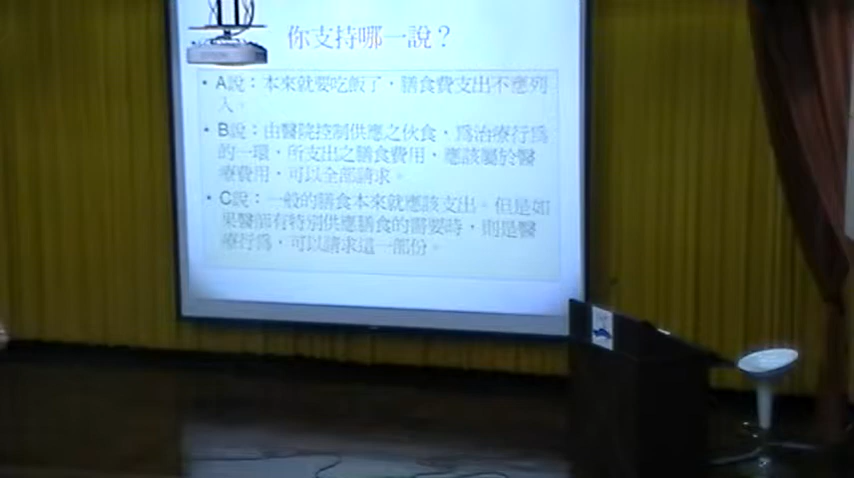 你支持哪一說？
• A說：本來就要吃飯了，膳食費支出不應列
入。
• B說：由醫院控制供應之伙食，為治療行為
的一環，所支出之膳食費用，應該屬於醫
療費用，可以全部請求。
• C說：一般的膳食本來就應該支出。但是如
果醫師有特別供應膳食的需要時，則是醫
療行為，可以請求這一部份。